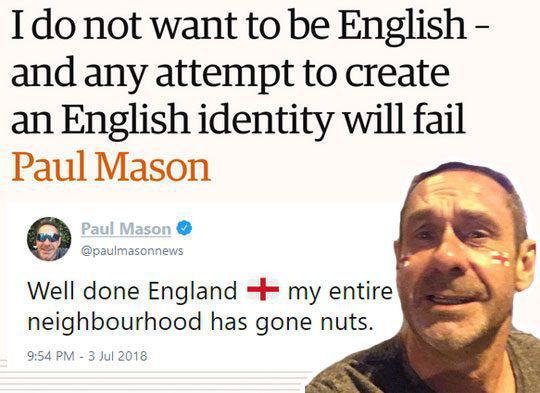 I do not want to be English -
and any attempt to create
an English identity will fail
Paul Mason
Paul Mason
@paulmasonnews
Well done England 🏴󠁧󠁢󠁥󠁮󠁧󠁿 my entire
neighbourhood has gone nuts.
9:54 PM - 3 Jul 2018